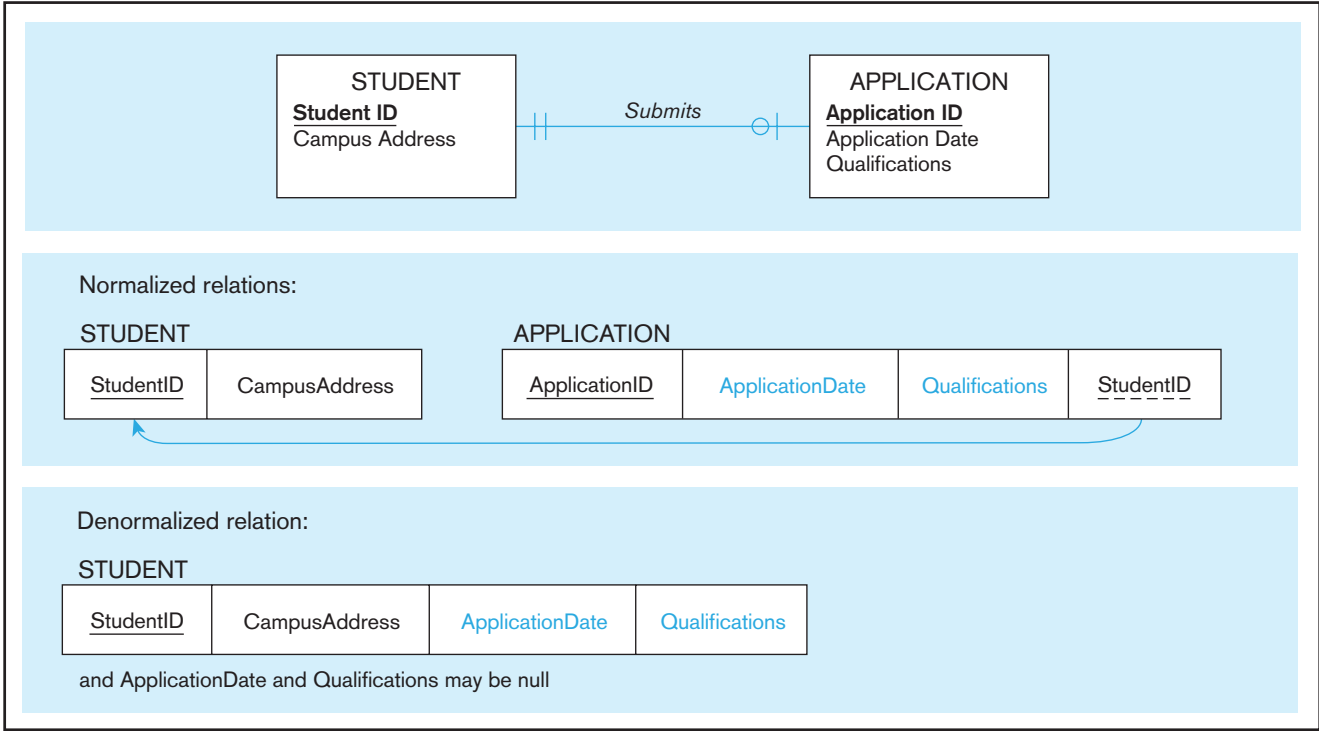 STUDENT
Student ID
Campus Address
Submits
APPLICATION
Application ID
Application Date
Qualifications
Normalized relations:
STUDENT
StudentID CampusAddress
APPLICATION
ApplicationID ApplicationDate Qualifications StudentID
Denormalized relation:
STUDENT
StudentID CampusAddress ApplicationDate Qualifications
and ApplicationDate and Qualifications may be null